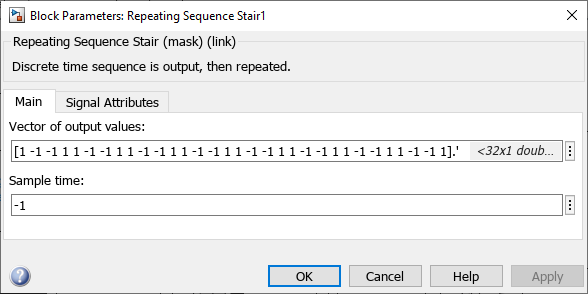 Block Parameters: Repeating Sequence Stair1
Repeating Sequence Stair (mask) (link)
Discrete time sequence is output, then repeated.
Main Signal Attributes
Vector of output values:
[1 -1 -1 1 1 -1 -1 1 1 -1 -1 1 1 -1 -1 1 1 -1 -1 1 1 -1 -1 1 1 -1 -1 1 1 -1 -1 1].' <32x1 doub...
Sample time:
-1
OK Cancel Help Apply